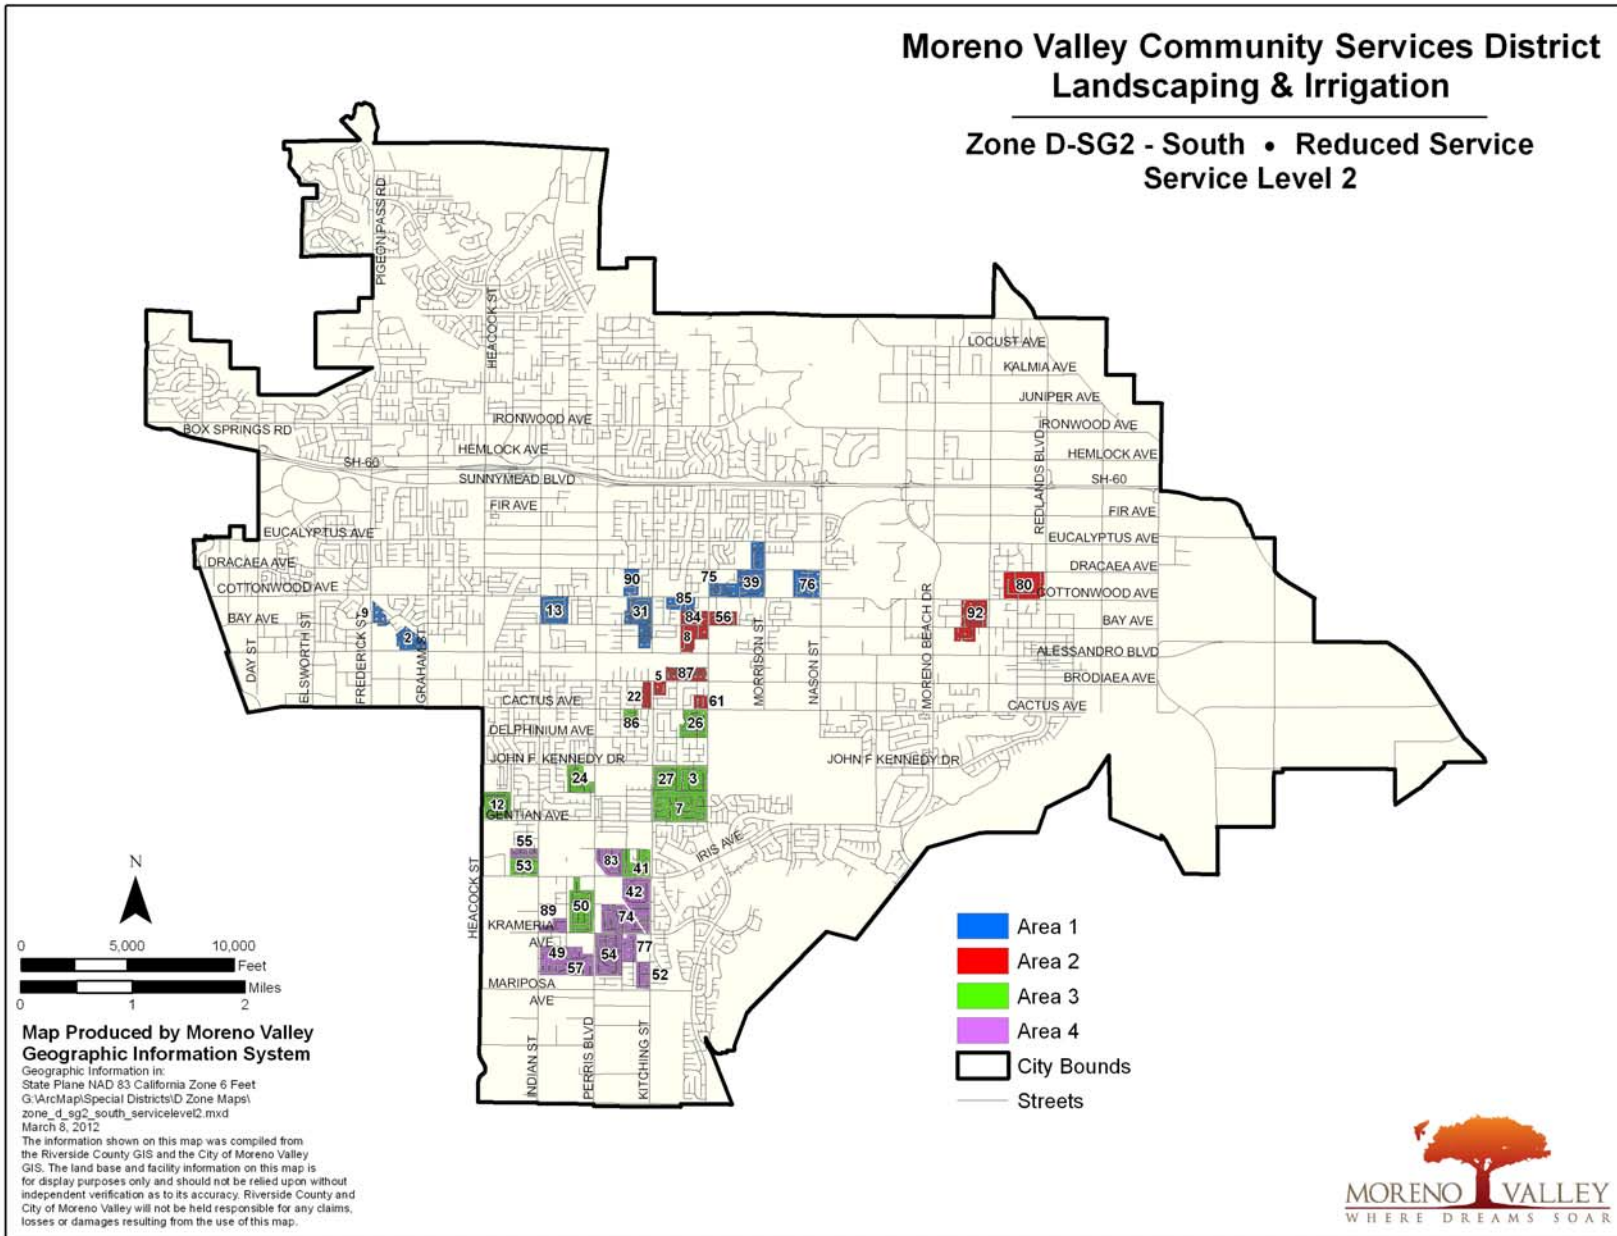 Moreno Valley Community Services District
Landscaping & Irrigation
Zone D-SG2 - South • Reduced Service
Service Level 2
PIGEON PASS RD
HEACOCK ST
LOCUST AVE
KALMIA AVE
JUNIPER AVE
IRONWOOD AVE
IRONWOOD AVE
BOX SPRINGS RD
HEMLOCK AVE
HEMLOCK AVE
SH-60
SUNNYMEAD BLVD
SH-60
REDLANDS BLVD
FIR AVE
FIR AVE
EUCALYPTUS AVE
EUCALYPTUS AVE
DRACAEA AVE
DRACAEA AVE
COTTONWOOD AVE
90
75
39
76
80
COTTONWOOD AVE
9
13
31
85
84
56
92
BAY AVE
BAY AVE
2
8
DAY ST
ELSWORTH ST
FREDERICK ST
GRAHAM ST
MORRISON ST
NASON ST
MORENO BEACH DR
ALESSANDRO BLVD
5
87
BRODIAEA AVE
CACTUS AVE
22
61
CACTUS AVE
86
26
DELPHINIUM AVE
JOHN F KENNEDY DR
JOHN F KENNEDY DR
24
27
3
12
7
GENTIAN AVE
IRIS AVE
55
53
83
41
HEACOCK ST
42
50
89
74
KRAMERIA
AVE
49
54
77
57
52
MARIPOSA
AVE
INDIAN ST
PERRIS BLVD
KITCHING ST
N
0 5,000 10,000
Feet
Miles
0 1 2
Area 1
Area 2
Area 3
Area 4
City Bounds
Streets
Map Produced by Moreno Valley
Geographic Information System
Geographic Information in:
State Plane NAD 83 California Zone 6 Feet
G:\ArcMap\Special Districts\D Zone Maps\
zone_d_sg2_south_servicelevel2.mxd
March 8, 2012
The information shown on this map was compiled from
the Riverside County GIS and the City of Moreno Valley
GIS. The land base and facility information on this map is
for display purposes only and should not be relied upon without
independent verification as to its accuracy. Riverside County and
City of Moreno Valley will not be held responsible for any claims,
losses or damages resulting from the use of this map.
MORENO VALLEY
WHERE DREAMS SOAR